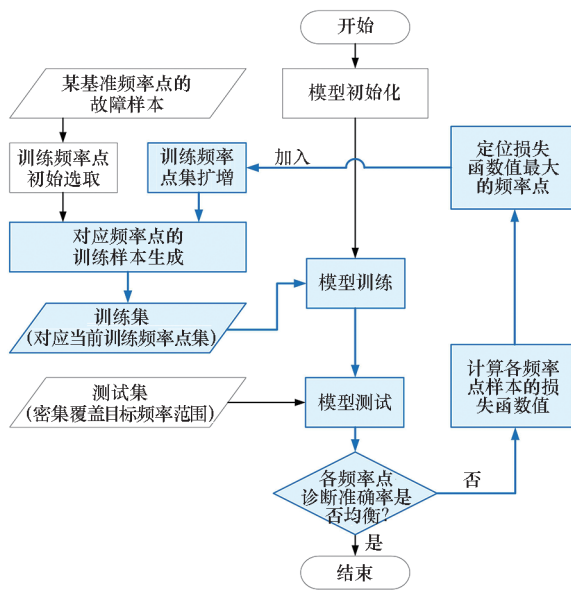 开始
某基准频率点的
故障样本
模型初始化
训练频率点
初始选取
训练频率
点集扩增
加入
定位损失
函数值最大
的频率点
对应频率点的
训练样本生成
模型训练
训练集
(对应当前训练频率点集)
测试集
(密集覆盖目标频率范围)
模型测试
计算各频率
点样本的损
失函数值
各频率点
诊断准确率是
否均衡?
否
是
结束